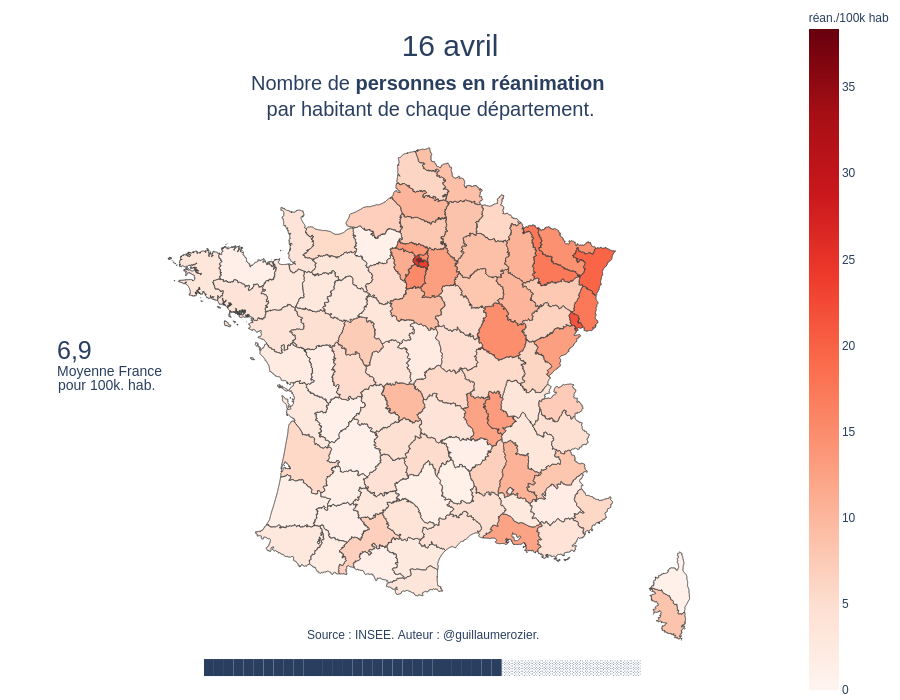 réan./100k hab
16 avril
Nombre de personnes en réanimation
par habitant de chaque département.
35
30
25
20
15
10
5
0
6,9
Moyenne France
pour 100k. hab.
Source : INSEE. Auteur : @guillaumerozier.